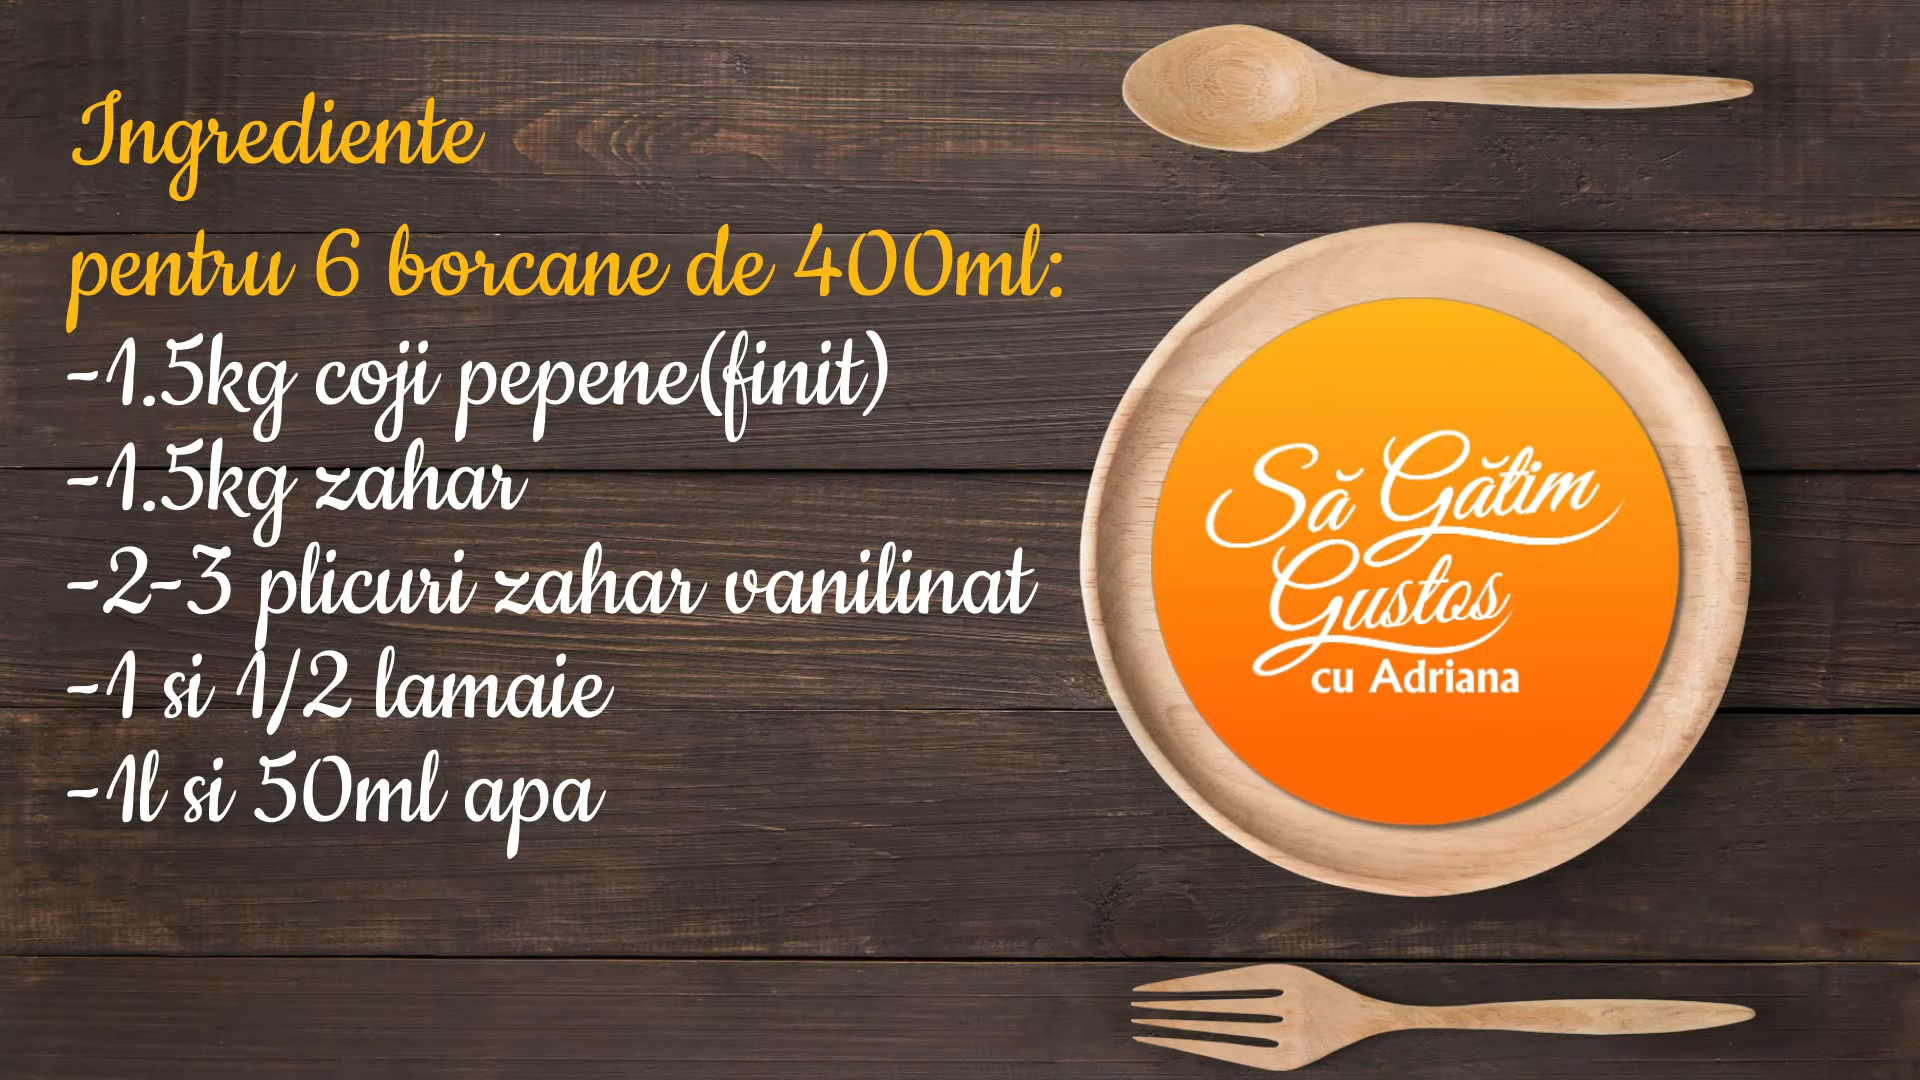 Ingrediente
pentru 6 borcane de 400ml:
-1.5kg coji pepene(finit)
-1.5kg zahar
-2-3 plicuri zahar vanilinat
-1 si 1/2 lamaie
-1l si 50ml apa
Să Gătim
Gustos
cu Adriana